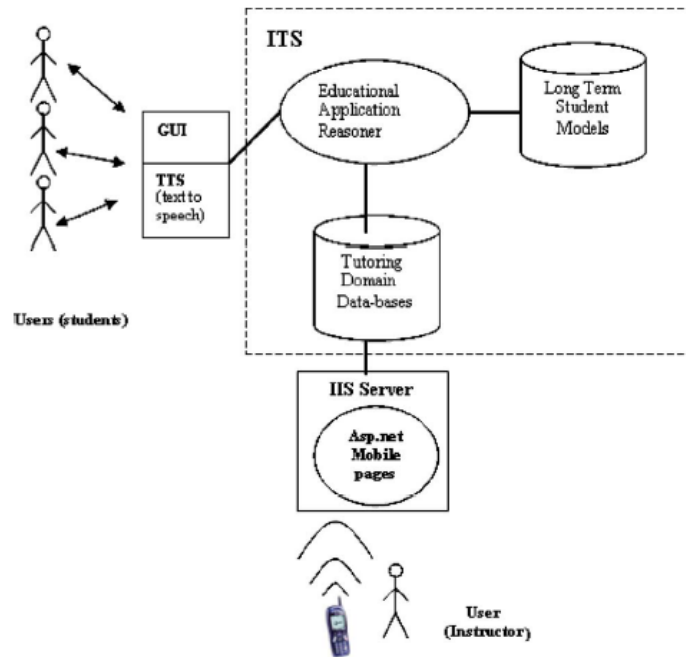 ITS
Educational
Application
Reasoner
Long Term
Student
Models
GUI
TTS
(text to
speech)
Tutoring
Domain
Data-bases
Users (students)
IIS Server
Asp.net
Mobile
pages
User
(Instructor)